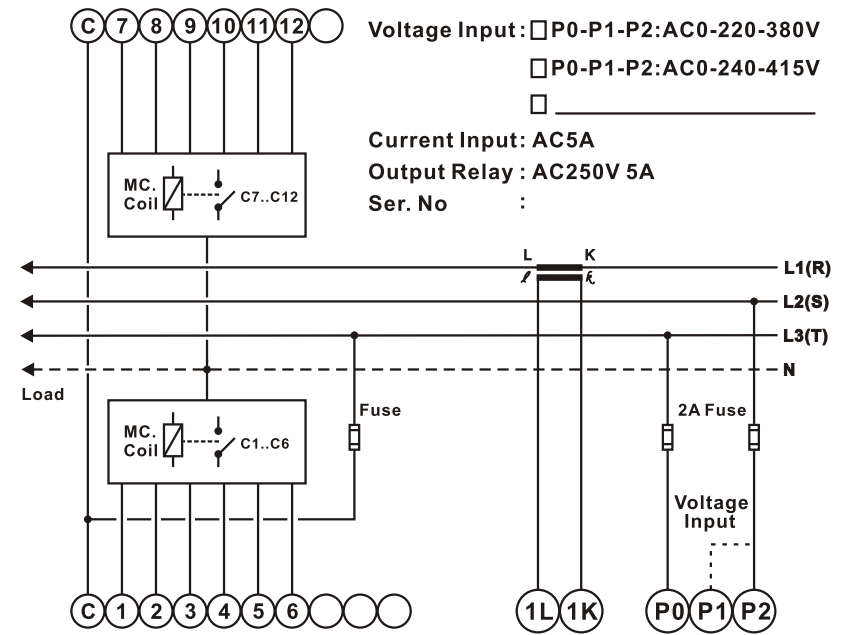 C 7 8 9 10 11 12
Voltage Input: □P0-P1-P2:AC0-220-380V
□P0-P1-P2:AC0-240-415V
□
Current Input: AC5A
Output Relay : AC250V 5A
Ser. No :
MC.
Coil
C7..C12
L K
ℓ k
L1(R)
L2(S)
L3(T)
N
Load
MC.
Coil
C1..C6
Fuse
2A Fuse
Voltage
Input
C 1 2 3 4 5 6
1L 1K
P0 P1 P2